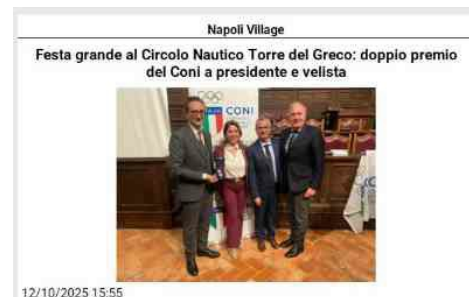 Napoli Village
Festa grande al Circolo Nautico Torre del Greco: doppio premio
del Coni a presidente e velista
CONI
12/10/2025 15:55